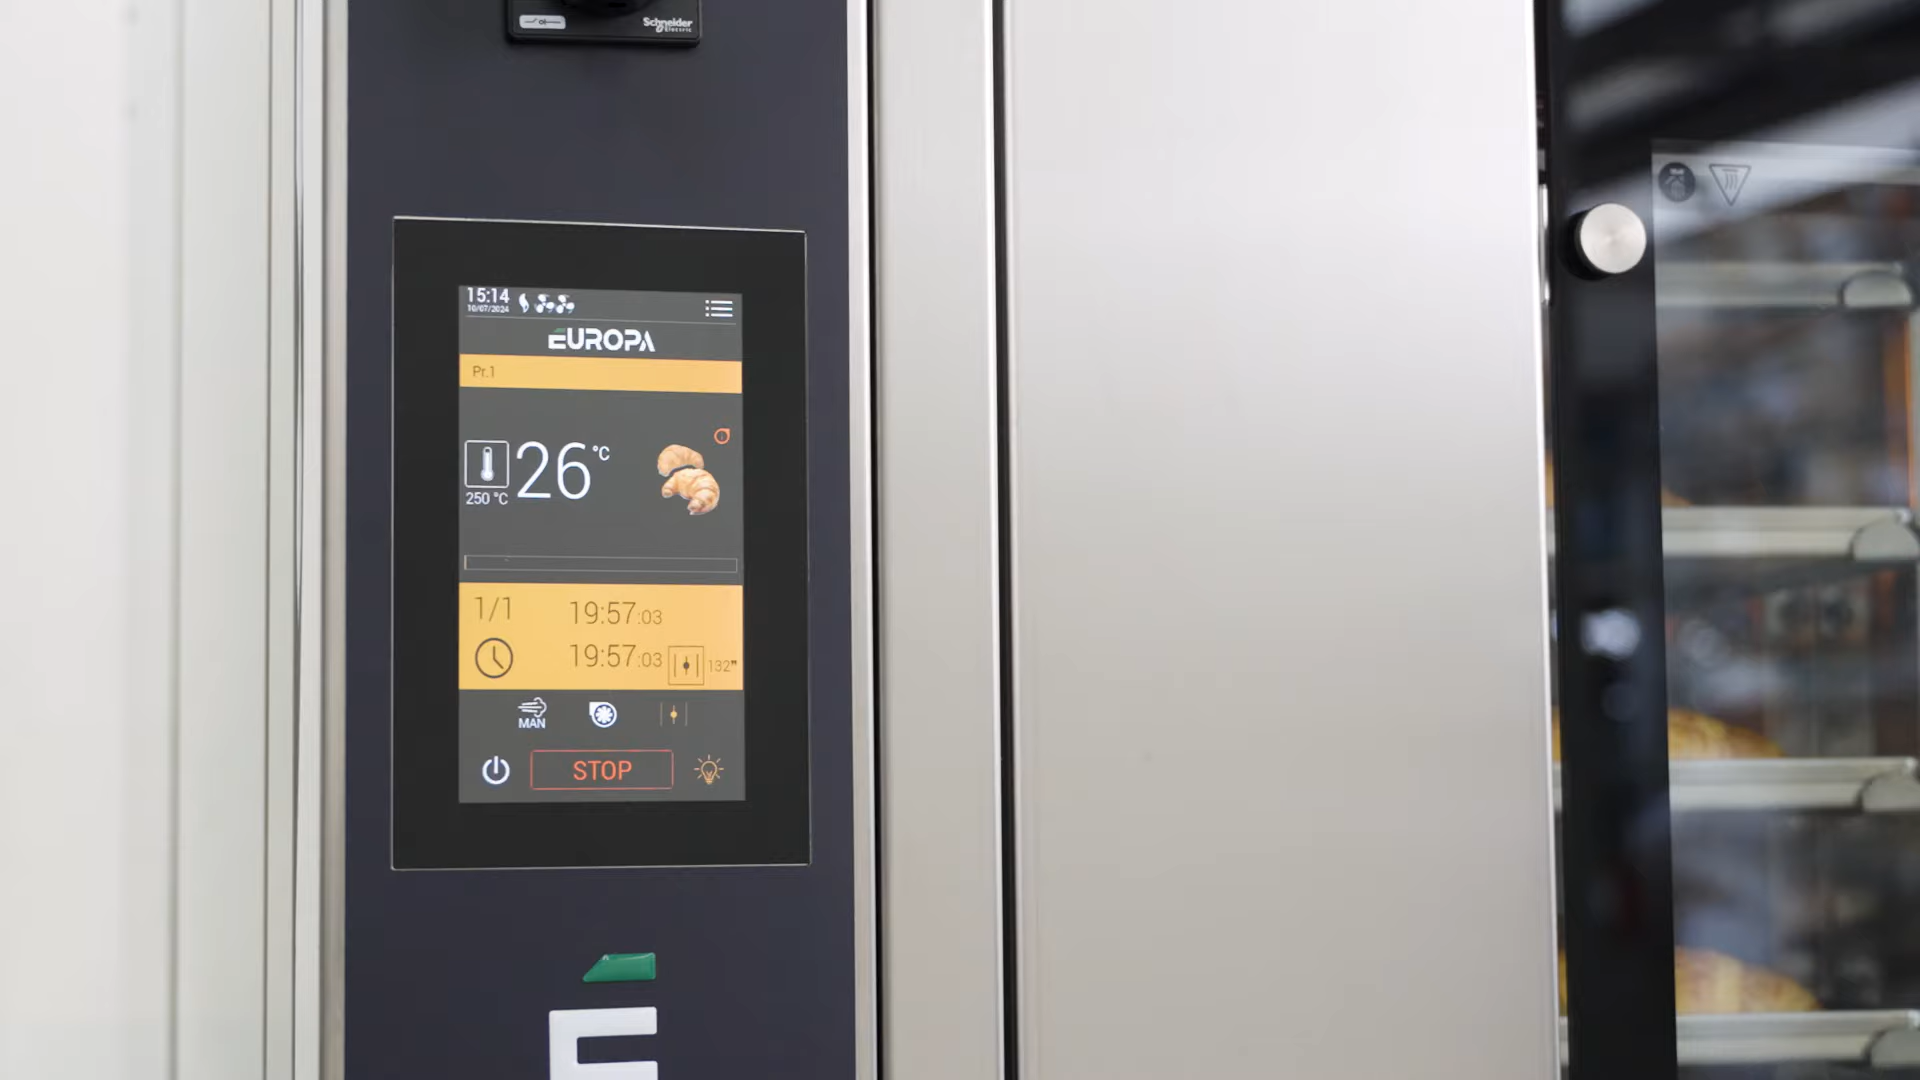 Schneider
Electric
15:14
10/07/2024
EUROPA
Pr.1
26 °C
250 °C
1/1 19:57:03
19:57:03 132"
MAN
STOP
E